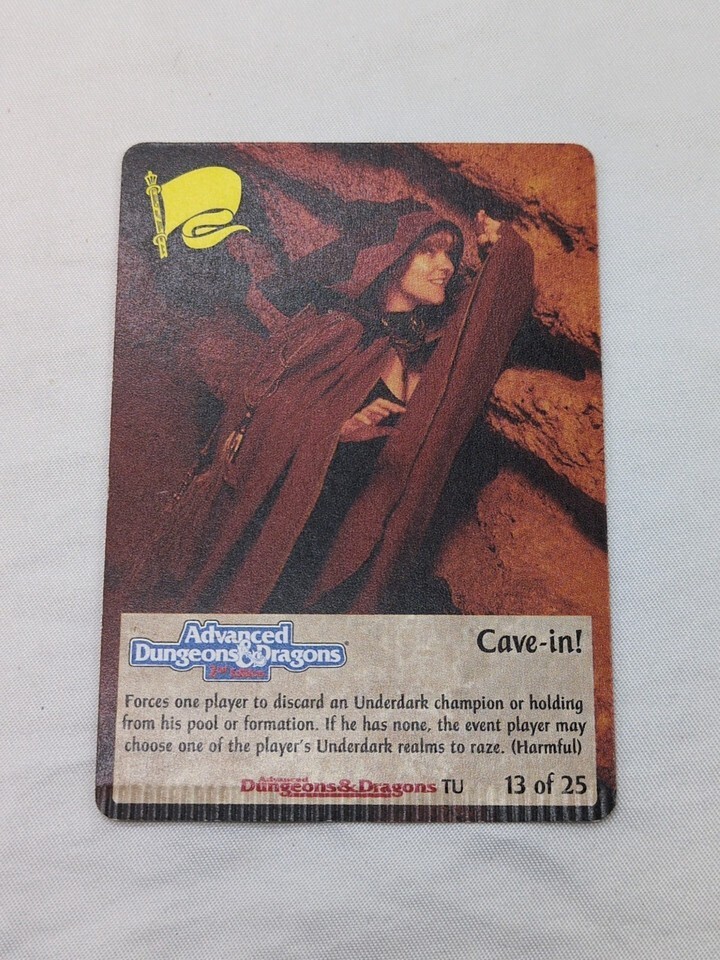 Advanced
Dungeons & Dragons®
2nd Edition
Cave-in!
Forces one player to discard an Underdark champion or holding
from his pool or formation. If he has none, the event player may
choose one of the player's Underdark realms to raze. (Harmful)
Advanced
Dungeons & Dragons TU 13 of 25